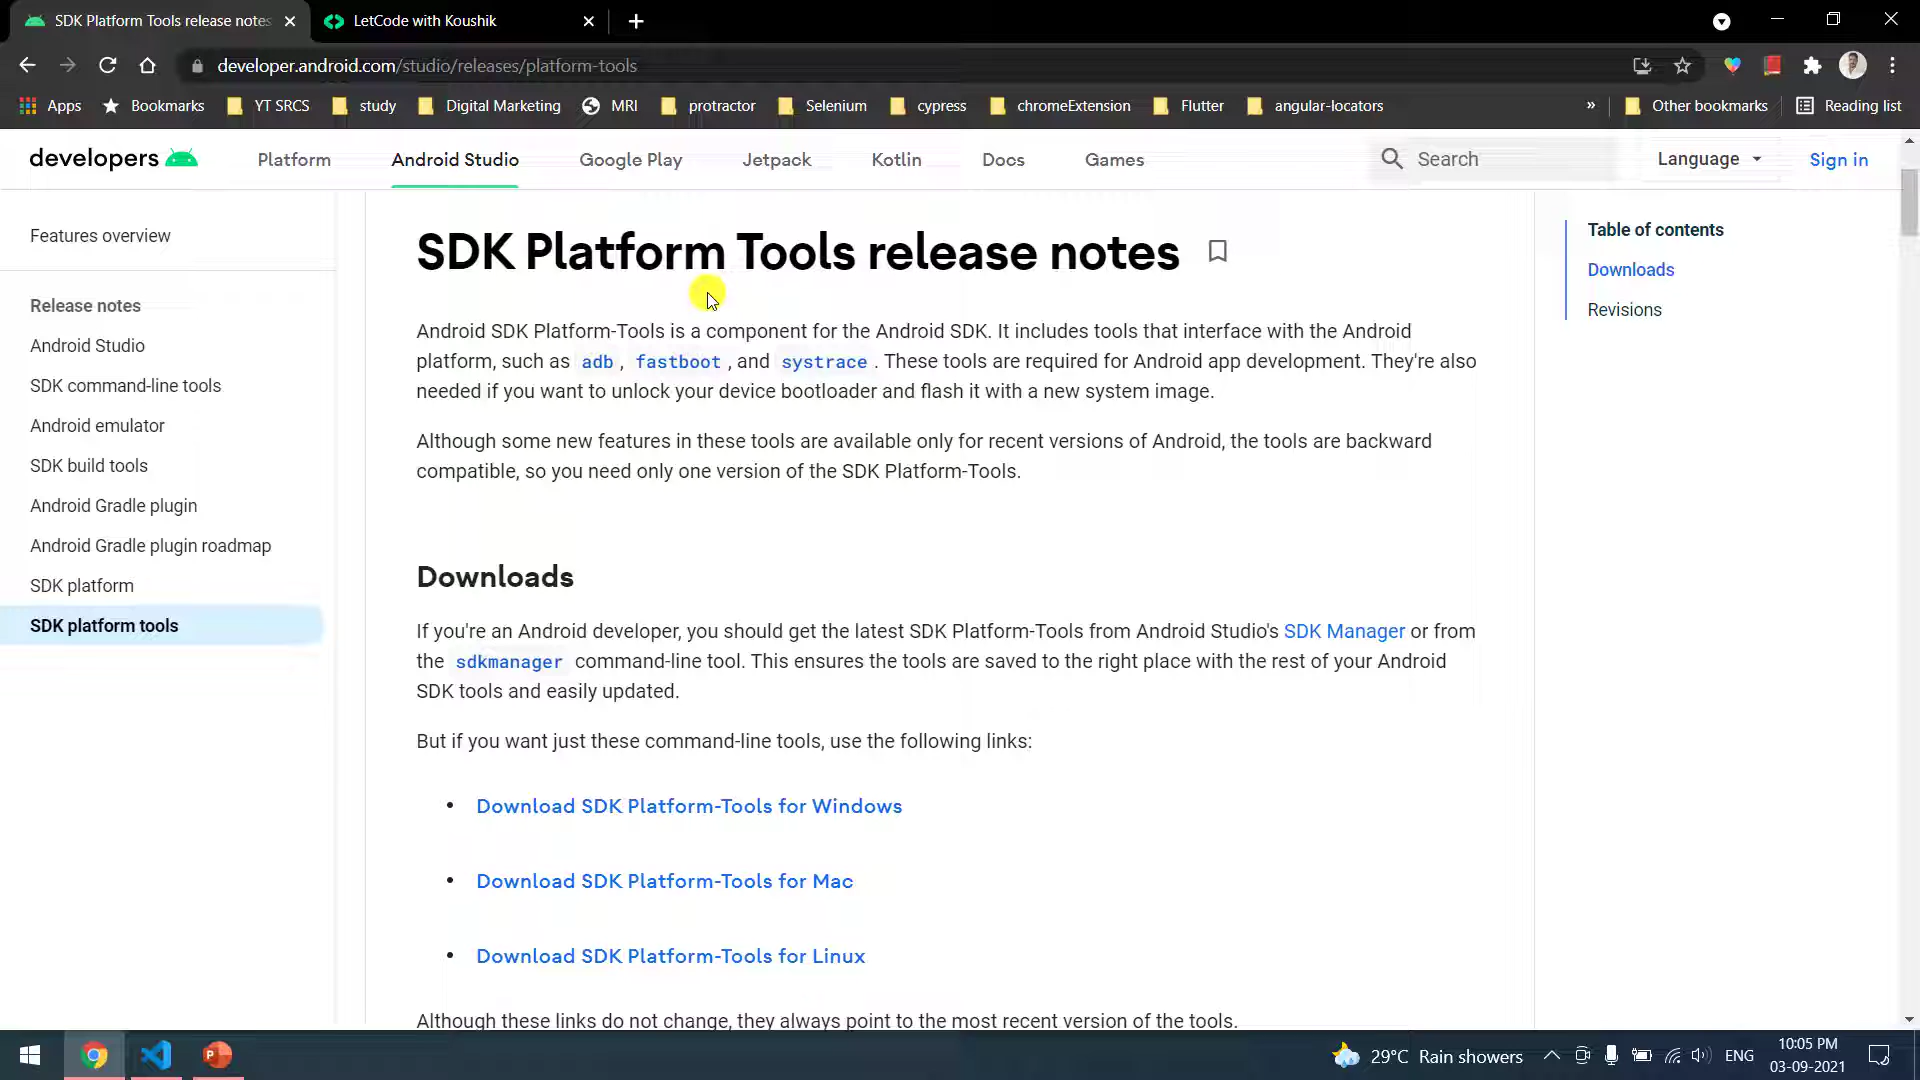 SDK Platform Tools release notes
LetCode with Koushik
developer.android.com/studio/releases/platform-tools
Apps
Bookmarks
YT SRCS
study
Digital Marketing
MRI
protractor
Selenium
cypress
chromeExtension
Flutter
angular-locators
»
Other bookmarks
Reading list
developers
Platform
Android Studio
Google Play
Jetpack
Kotlin
Docs
Games
Search
Language
Sign in
Features overview
Release notes
Android Studio
SDK command-line tools
Android emulator
SDK build tools
Android Gradle plugin
Android Gradle plugin roadmap
SDK platform
SDK platform tools
SDK Platform Tools release notes
Android SDK Platform-Tools is a component for the Android SDK. It includes tools that interface with the Android
platform, such as adb, fastboot, and systrace. These tools are required for Android app development. They're also
needed if you want to unlock your device bootloader and flash it with a new system image.
Although some new features in these tools are available only for recent versions of Android, the tools are backward
compatible, so you need only one version of the SDK Platform-Tools.
Downloads
If you're an Android developer, you should get the latest SDK Platform-Tools from Android Studio's SDK Manager or from
the sdkmanager command-line tool. This ensures the tools are saved to the right place with the rest of your Android
SDK tools and easily updated.
But if you want just these command-line tools, use the following links:
• Download SDK Platform-Tools for Windows
• Download SDK Platform-Tools for Mac
• Download SDK Platform-Tools for Linux
Although these links do not change, they always point to the most recent version of the tools.
Table of contents
Downloads
Revisions
29°C Rain showers
ENG
10:05 PM
03-09-2021